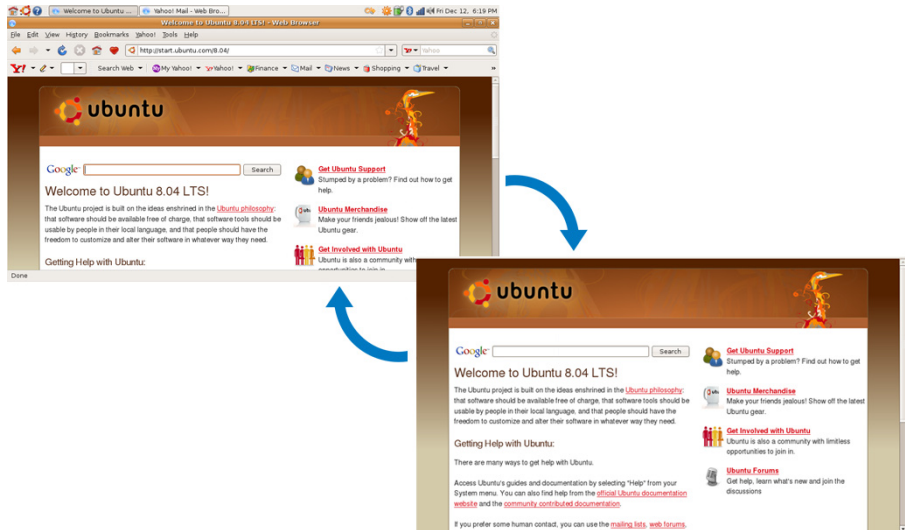 Welcome to Ubuntu ... Yahoo! Mail - Web Bro... Fri Dec 12, 6:19 PM
Welcome to Ubuntu 8.04 LTS! - Web Browser
File Edit View History Bookmarks Yahoo! Tools Help
http://start.ubuntu.com/8.04/ Yahoo
Y! Search Web My Yahoo! Yahoo! Finance Mail News Shopping Travel »
ubuntu
Google Search
Welcome to Ubuntu 8.04 LTS!
The Ubuntu project is built on the ideas enshrined in the Ubuntu philosophy:
that software should be available free of charge, that software tools should be
usable by people in their local language, and that people should have the
freedom to customize and alter their software in whatever way they need.
Getting Help with Ubuntu:
Get Ubuntu Support
Stumped by a problem? Find out how to get
help.
Ubuntu Merchandise
Make your friends jealous! Show off the latest
Ubuntu gear.
Get Involved with Ubuntu
Ubuntu is also a community with
opportunities to join in.
Done
ubuntu
Google Search
Welcome to Ubuntu 8.04 LTS!
The Ubuntu project is built on the ideas enshrined in the Ubuntu philosophy:
that software should be available free of charge, that software tools should be
usable by people in their local language, and that people should have the
freedom to customize and alter their software in whatever way they need.
Getting Help with Ubuntu:
There are many ways to get help with Ubuntu.
Access Ubuntu's guides and documentation by selecting "Help" from your
System menu. You can also find help from the official Ubuntu documentation
website and the community contributed documentation.
If you prefer some human contact, you can use the mailing lists, web forums,
Get Ubuntu Support
Stumped by a problem? Find out how to get
help.
Ubuntu Merchandise
Make your friends jealous! Show off the latest
Ubuntu gear.
Get Involved with Ubuntu
Ubuntu is also a community with limitless
opportunities to join in.
Ubuntu Forums
Get help, learn what's new and join the
discussions